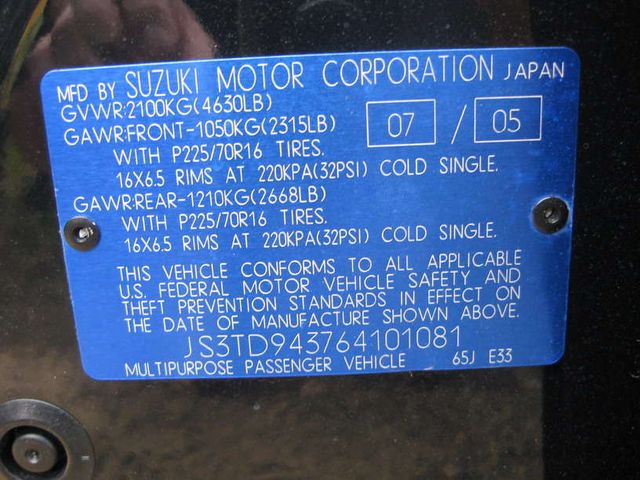 MFD BY SUZUKI MOTOR CORPORATION JAPAN
GVWR:2100KG(4630LB)
GAWR:FRONT-1050KG(2315LB) 07 / 05
WITH P225/70R16 TIRES.
16X6.5 RIMS AT 220KPA(32PSI) COLD SINGLE.
GAWR:REAR-1210KG(2668LB)
WITH P225/70R16 TIRES.
16X6.5 RIMS AT 220KPA(32PSI) COLD SINGLE.
THIS VEHICLE CONFORMS TO ALL APPLICABLE
U.S. FEDERAL MOTOR VEHICLE SAFETY AND
THEFT PREVENTION STANDARDS IN EFFECT ON
THE DATE OF MANUFACTURE SHOWN ABOVE.
JS3TD943764101081
MULTIPURPOSE PASSENGER VEHICLE 65J E33